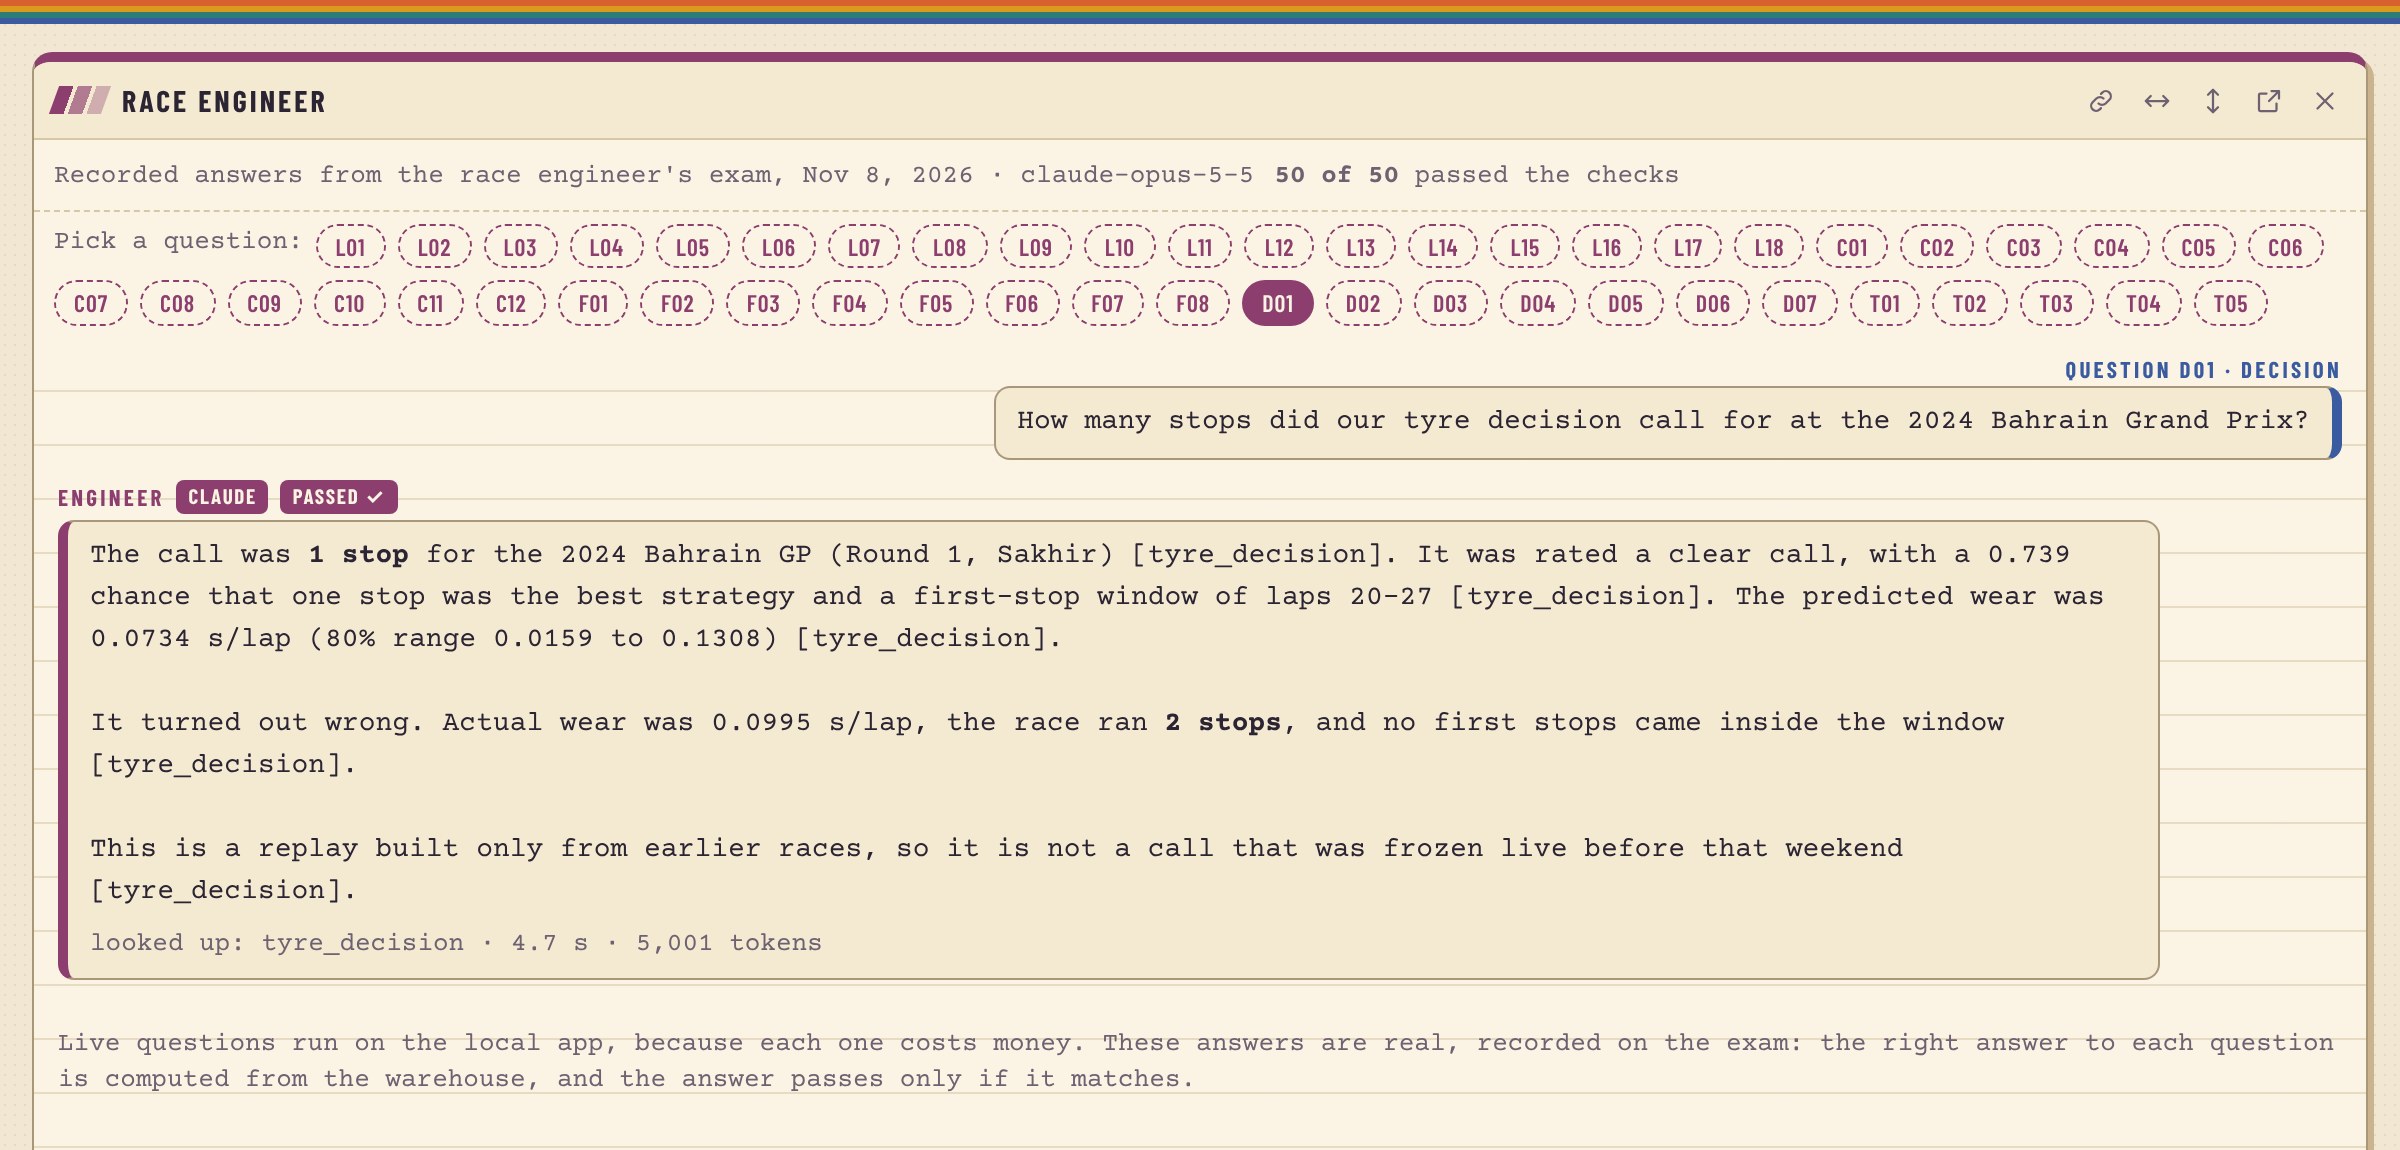 RACE ENGINEER
Recorded answers from the race engineer's exam, Nov 8, 2026 · claude-opus-5-5 50 of 50 passed the checks
Pick a question: L01 L02 L03 L04 L05 L06 L07 L08 L09 L10 L11 L12 L13 L14 L15 L16 L17 L18 C01 C02 C03 C04 C05 C06
C07 C08 C09 C10 C11 C12 F01 F02 F03 F04 F05 F06 F07 F08 D01 D02 D03 D04 D05 D06 D07 T01 T02 T03 T04 T05
QUESTION D01 · DECISION
How many stops did our tyre decision call for at the 2024 Bahrain Grand Prix?
ENGINEER CLAUDE PASSED ✓
The call was 1 stop for the 2024 Bahrain GP (Round 1, Sakhir) [tyre_decision]. It was rated a clear call, with a 0.739
chance that one stop was the best strategy and a first-stop window of laps 20-27 [tyre_decision]. The predicted wear was
0.0734 s/lap (80% range 0.0159 to 0.1308) [tyre_decision].
It turned out wrong. Actual wear was 0.0995 s/lap, the race ran 2 stops, and no first stops came inside the window
[tyre_decision].
This is a replay built only from earlier races, so it is not a call that was frozen live before that weekend
[tyre_decision].
looked up: tyre_decision · 4.7 s · 5,001 tokens
Live questions run on the local app, because each one costs money. These answers are real, recorded on the exam: the right answer to each question
is computed from the warehouse, and the answer passes only if it matches.